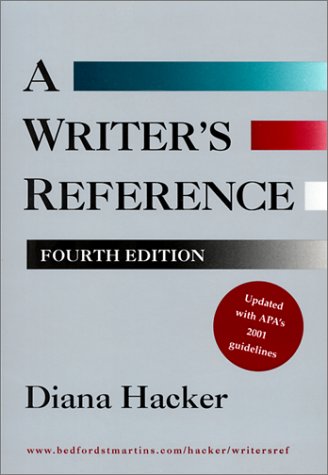 A
WRITER'S
REFERENCE
FOURTH EDITION
Updated
with APA's
2001
guidelines
Diana Hacker
www.bedfordstmartins.com/hacker/writersref